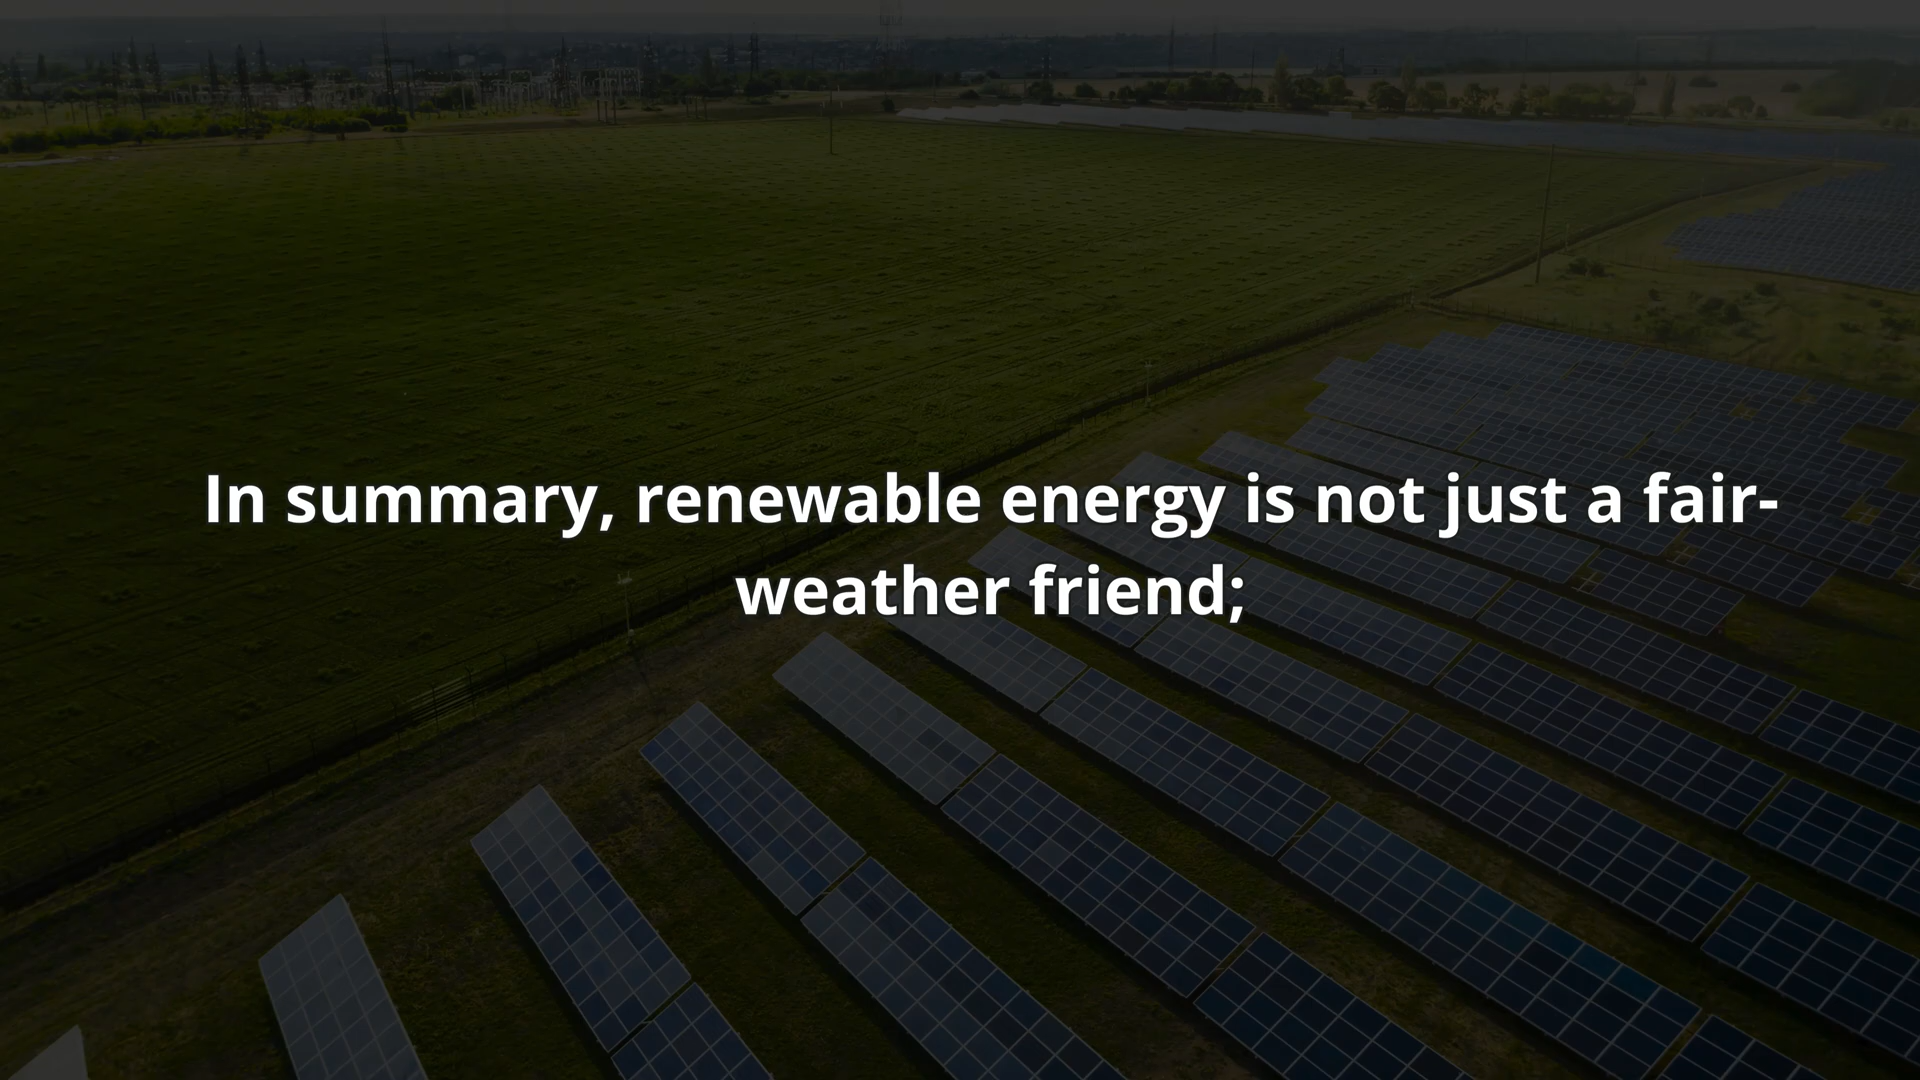 In summary, renewable energy is not just a fair-
weather friend;